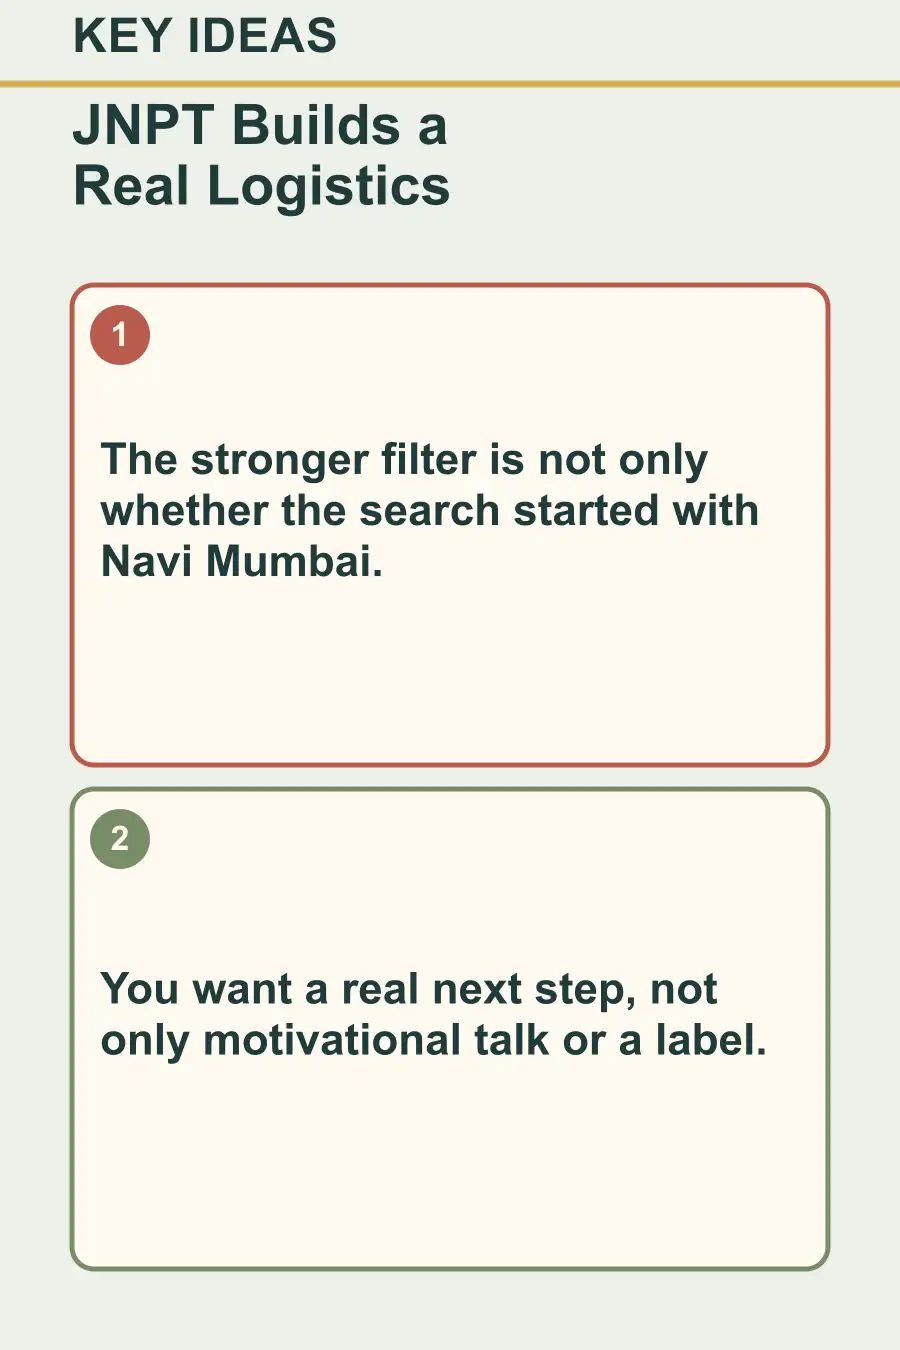 KEY IDEAS
JNPT Builds a
Real Logistics
1
The stronger filter is not only
whether the search started with
Navi Mumbai.
2
You want a real next step, not
only motivational talk or a label.